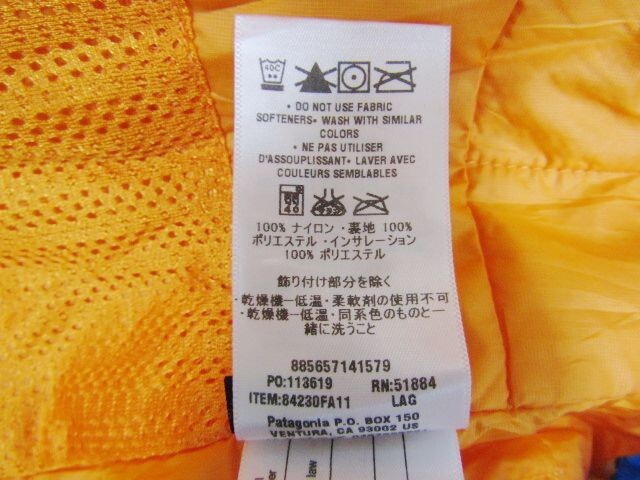 40C
• DO NOT USE FABRIC
SOFTENERS• WASH WITH SIMILAR
COLORS
• NE PAS UTILISER
D'ASSOUPLISSANT• LAVER AVEC
COULEURS SEMBLABLES
40
100% ナイロン・裏地 100%
ポリエステル・インサレーション
100% ポリエステル
飾り付け部分を除く
・乾燥機ー低温・柔軟剤の使用不可
・乾燥機ー低温・同系色のものと一
緒に洗うこと
885657141579
PO:113619 RN:51884
ITEM:84230FA11 LAG
Patagonia P.O. BOX 150
VENTURA, CA 93002 US
law